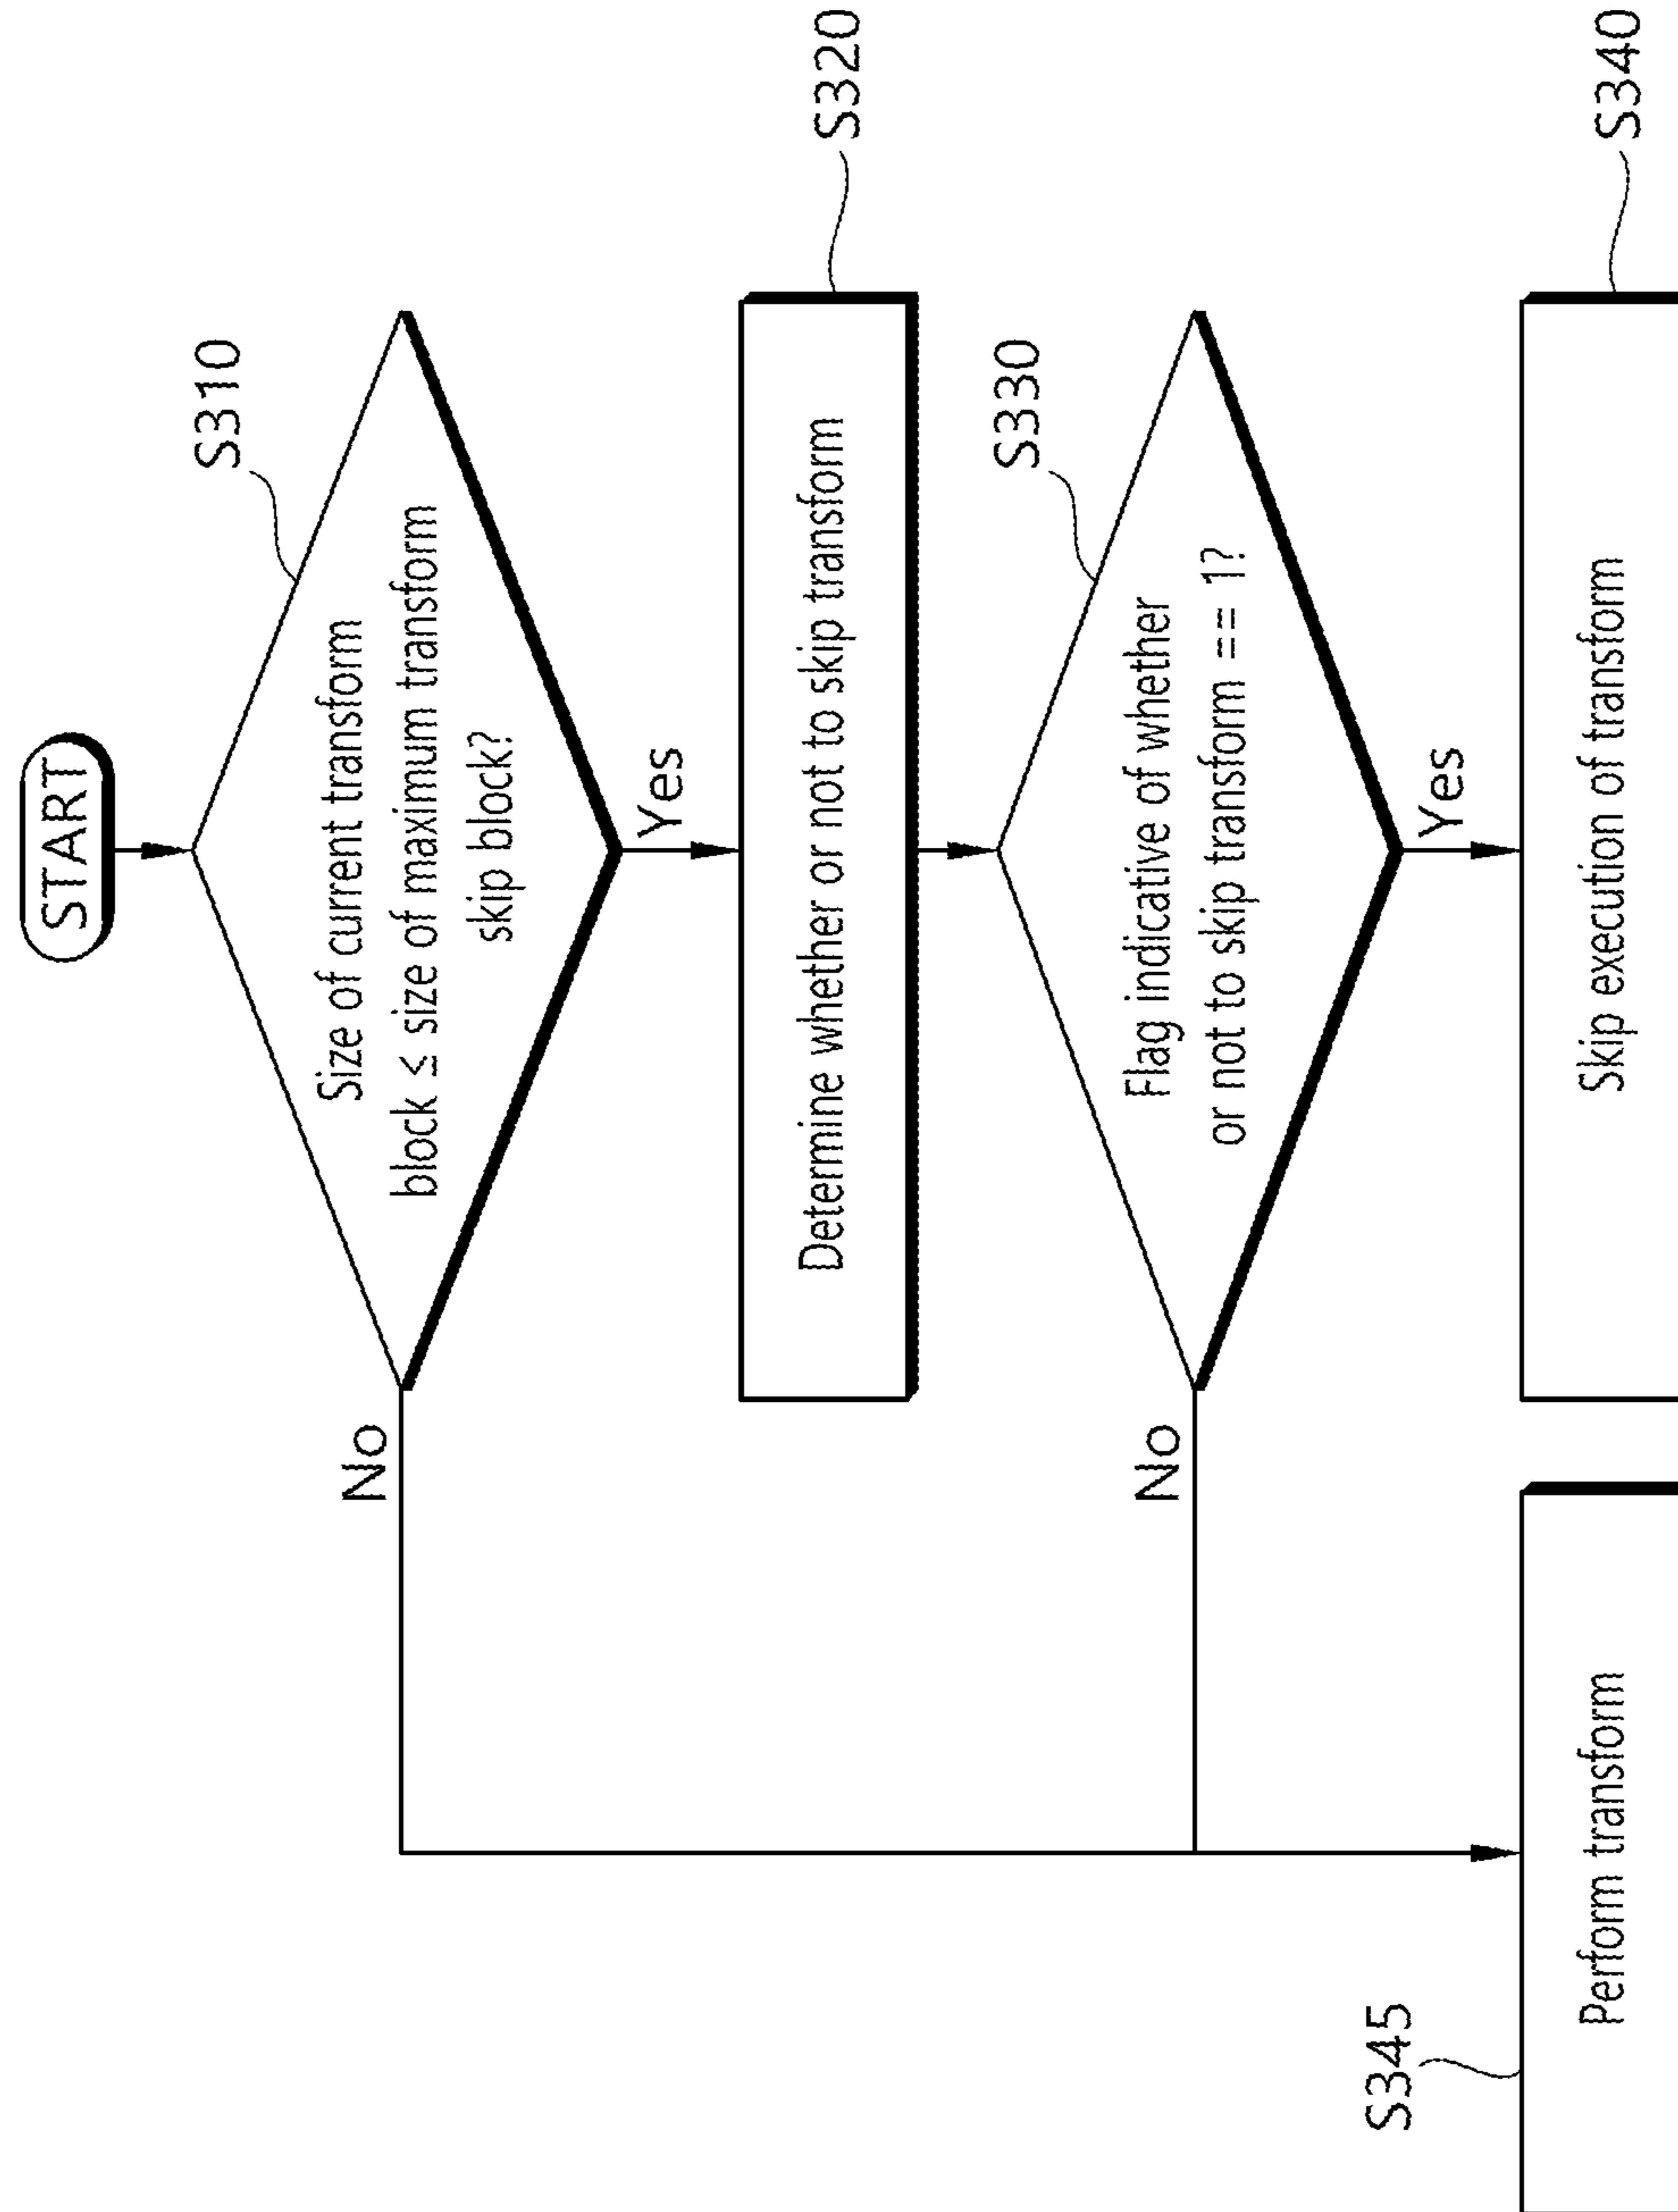 START
S310
Size of current transform
block ≤ size of maximum transform
skip block?
No
Yes
S320
Determine whether or not to skip transform
S330
Flag indicative of whether
or not to skip transform == 1?
No
Yes
S345
Perform transform
S340
Skip execution of transform